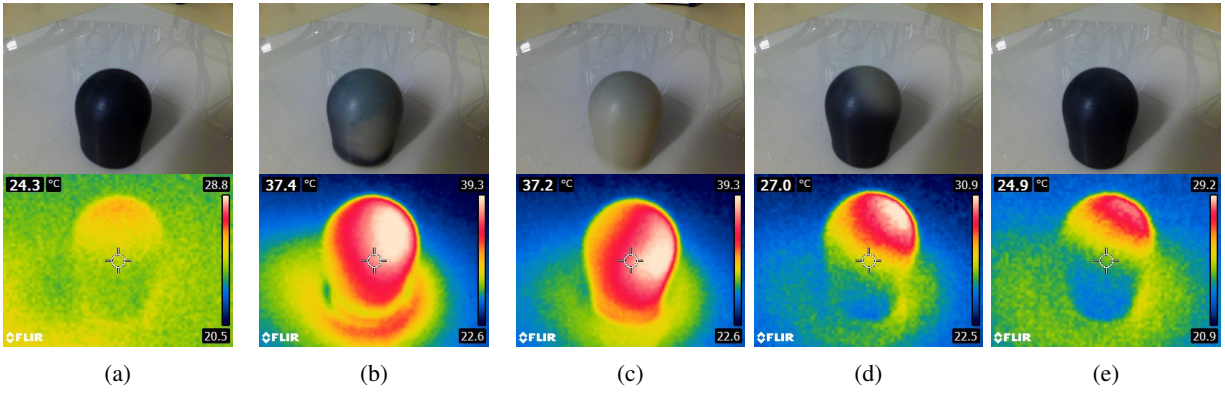 24.3 °C 28.8
FLIR 20.5
37.4 °C 39.3
FLIR 22.6
37.2 °C 39.3
FLIR 22.6
27.0 °C 30.9
FLIR 22.5
24.9 °C 29.2
FLIR 20.9
(a) (b) (c) (d) (e)